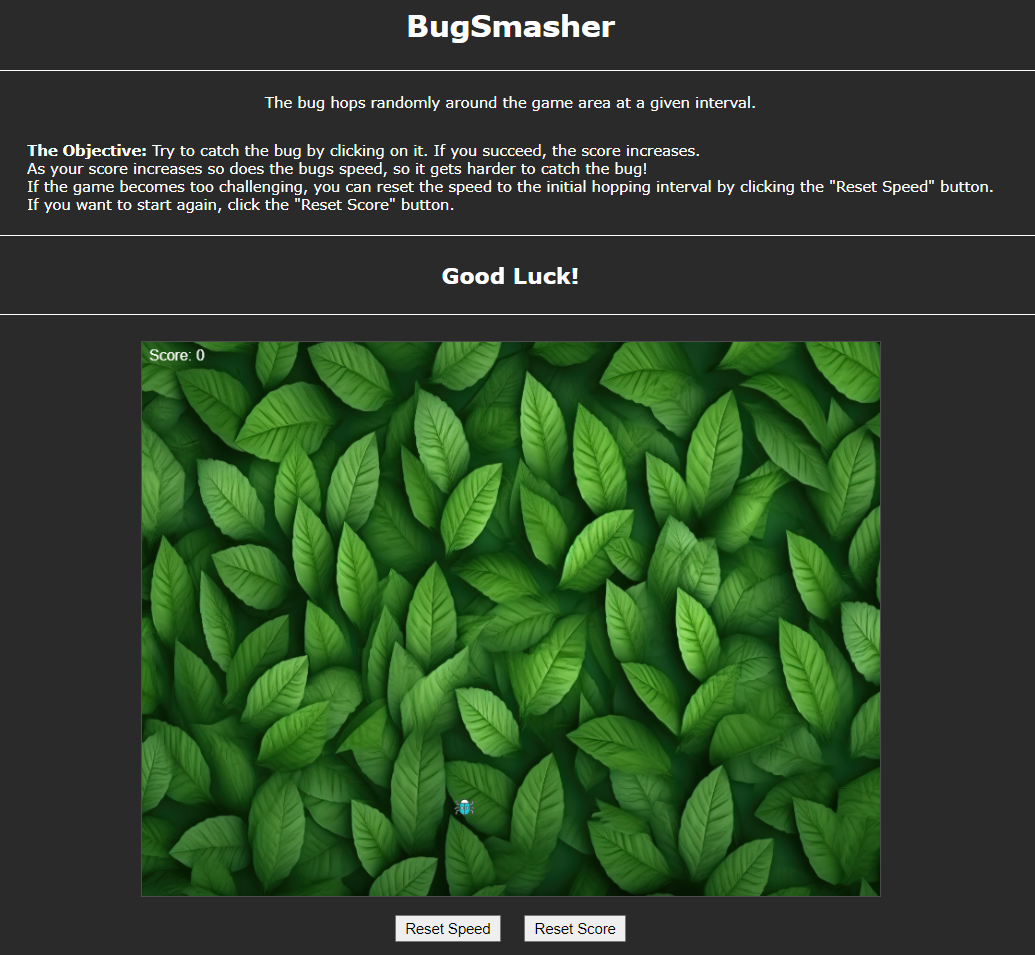 BugSmasher
The bug hops randomly around the game area at a given interval.
The Objective: Try to catch the bug by clicking on it. If you succeed, the score increases.
As your score increases so does the bugs speed, so it gets harder to catch the bug!
If the game becomes too challenging, you can reset the speed to the initial hopping interval by clicking the "Reset Speed" button.
If you want to start again, click the "Reset Score" button.
Good Luck!
Score: 0
Reset Speed
Reset Score